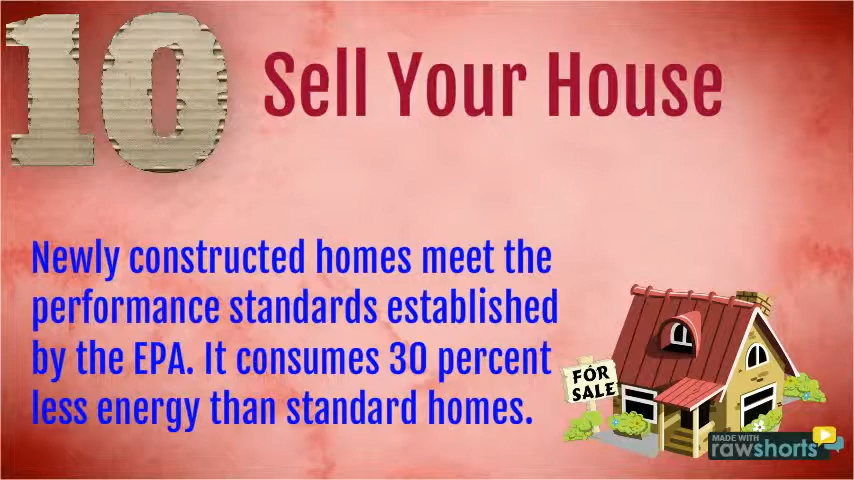 10
Sell Your House
Newly constructed homes meet the
performance standards established
by the EPA. It consumes 30 percent
less energy than standard homes.
FOR
SALE
MADE WITH
rawshorts